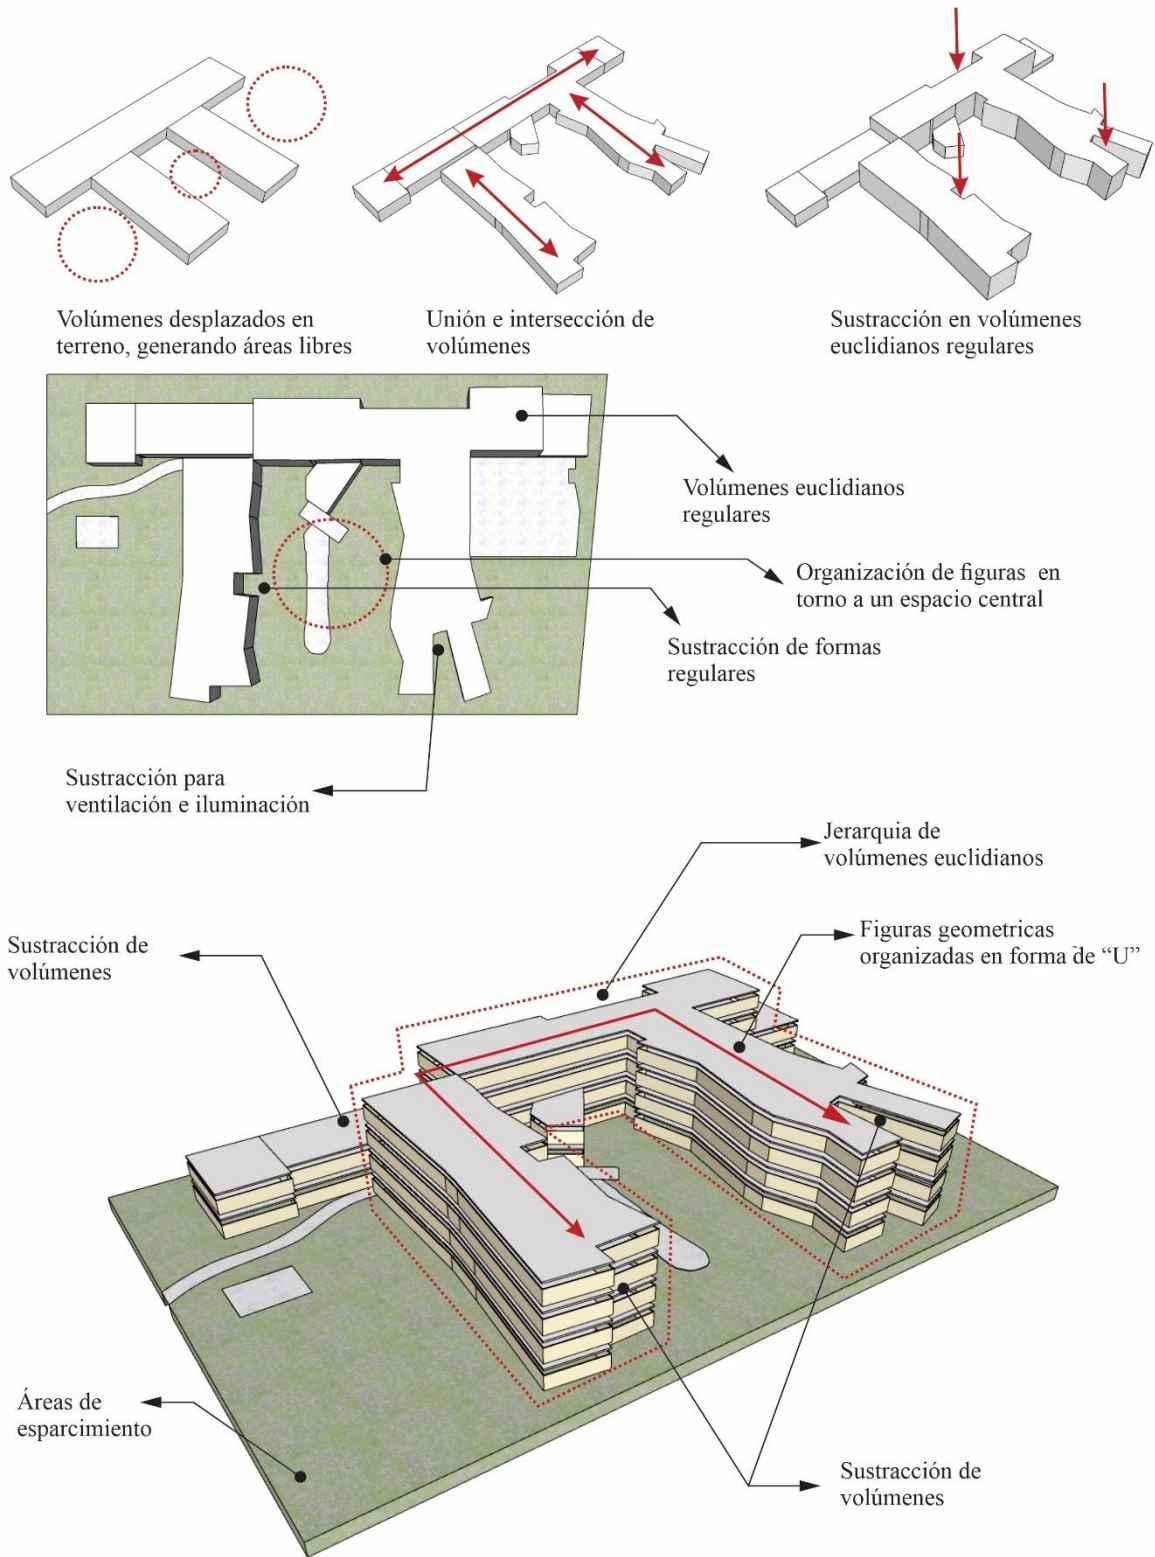 Volúmenes desplazados en
terreno, generando áreas libres
Unión e intersección de
volúmenes
Sustracción en volúmenes
euclidianos regulares
Volúmenes euclidianos
regulares
Organización de figuras en
torno a un espacio central
Sustracción de formas
regulares
Sustracción para
ventilación e iluminación
Jerarquia de
volúmenes euclidianos
Figuras geometricas
organizadas en forma de “U”
Sustracción de
volúmenes
Áreas de
esparcimiento
Sustracción de
volúmenes